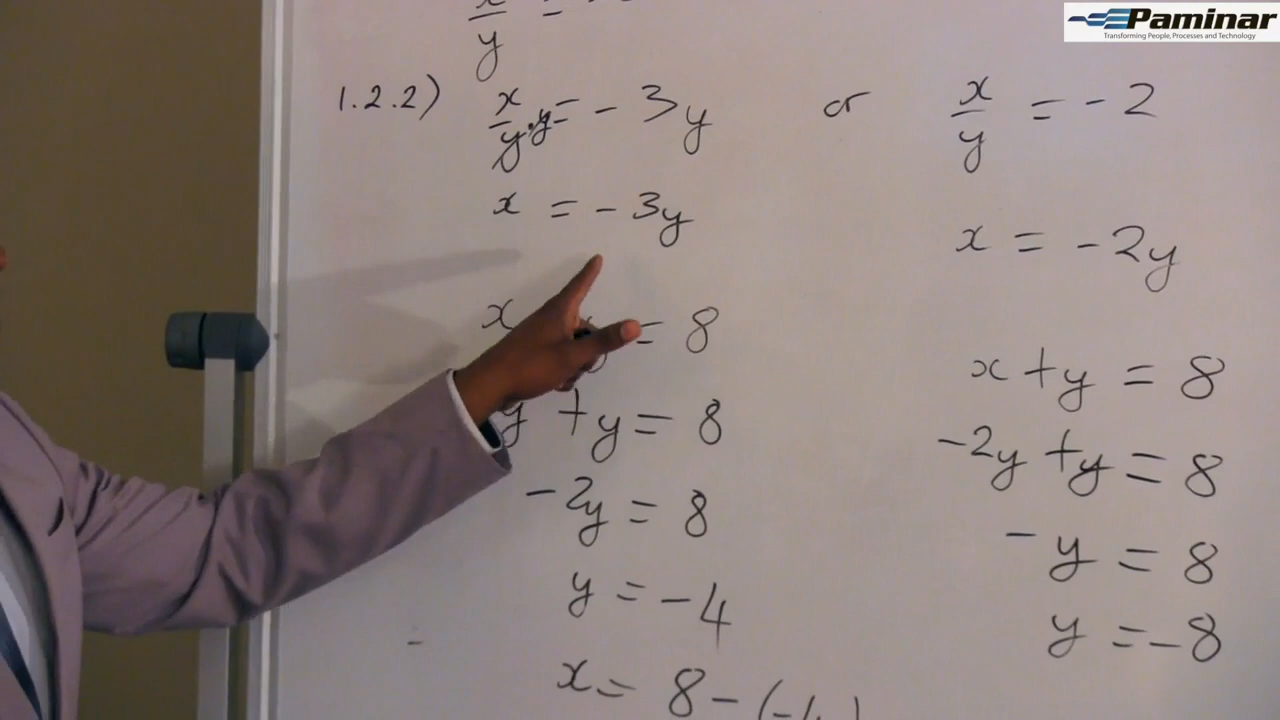 Paminar
Transforming People, Processes and Technology
x/y =
1.2.2) x/y · y = - 3y or x/y = - 2
x = - 3y
x = - 2y
x = 8
x + y = 8
y + y = 8
- 2y + y = 8
- 2y = 8
- y = 8
y = - 4
y = - 8
x = 8 - (-4)